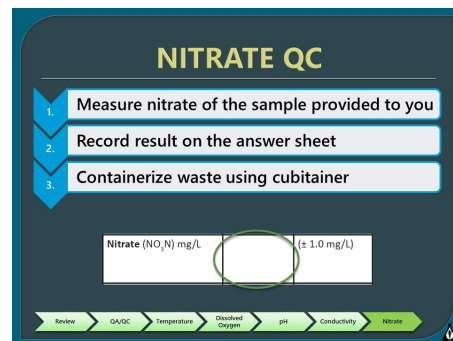 NITRATE QC
1. Measure nitrate of the sample provided to you
2. Record result on the answer sheet
3. Containerize waste using cubitainer
Nitrate (NO₃N) mg/L (± 1.0 mg/L)
Review QA/QC Temperature Dissolved Oxygen pH Conductivity Nitrate